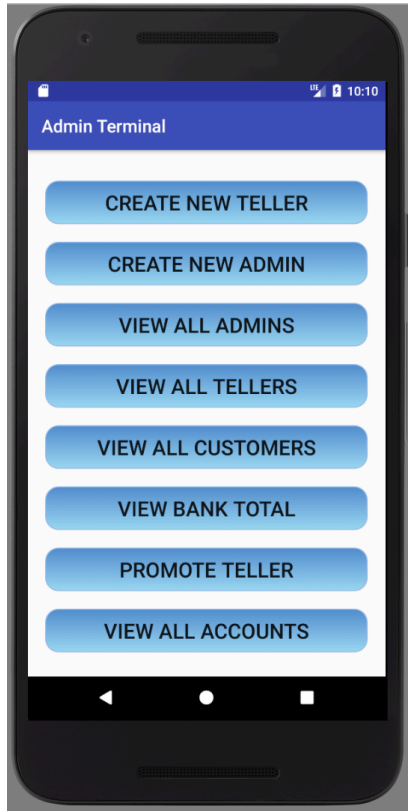 LTE 10:10
Admin Terminal
CREATE NEW TELLER
CREATE NEW ADMIN
VIEW ALL ADMINS
VIEW ALL TELLERS
VIEW ALL CUSTOMERS
VIEW BANK TOTAL
PROMOTE TELLER
VIEW ALL ACCOUNTS